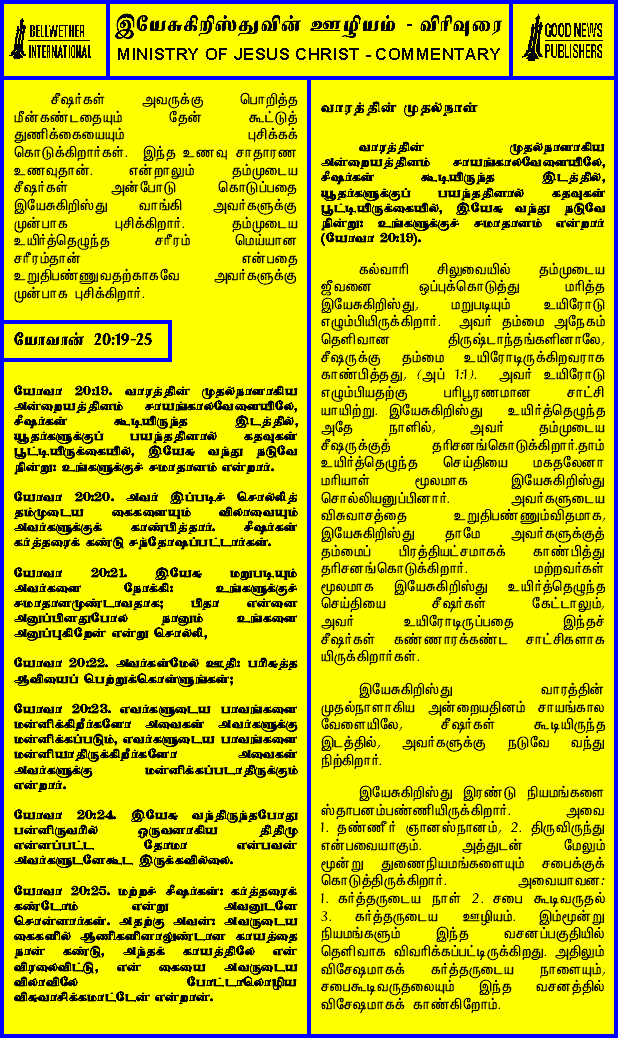 BELLWETHER
INTERNATIONAL
இயேசுகிறிஸ்துவின் ஊழியம் - விரிவுரை
MINISTRY OF JESUS CHRIST - COMMENTARY
GOOD NEWS
PUBLISHERS
சீஷர்கள் அவருக்கு பொறித்த
மீன்கண்டதையும் தேன் கூட்டுத்
துணிக்கையையும் புசிக்கக்
கொடுக்கிறார்கள். இந்த உணவு சாதாரண
உணவுதான். என்றாலும் தம்முடைய
சீஷர்கள் அன்போடு கொடுப்பதை
இயேசுகிறிஸ்து வாங்கி அவர்களுக்கு
முன்பாக புசிக்கிறார். தம்முடைய
உயிர்த்தெழுந்த சரீரம் மெய்யான
சரீரம்தான் என்பதை
உறுதிபண்ணுவதற்காகவே அவர்களுக்கு
முன்பாக புசிக்கிறார்.
யோவான் 20:19-25
யோவா 20:19. வாரத்தின் முதல்நாளாகிய
அன்றையத்தினம் சாயங்காலவேளையிலே,
சீஷர்கள் கூடியிருந்த இடத்தில்,
யூதர்களுக்குப் பயந்ததினால் கதவுகள்
பூட்டியிருக்கையில், இயேசு வந்து நடுவே
நின்று: உங்களுக்குச் சமாதானம் என்றார்.
யோவா 20:20. அவர் இப்படிச் சொல்லித்
தம்முடைய கைகளையும் விலாவையும்
அவர்களுக்குக் காண்பித்தார். சீஷர்கள்
கர்த்தரைக் கண்டு சந்தோஷப்பட்டார்கள்.
யோவா 20:21. இயேசு மறுபடியும்
அவர்களை நோக்கி: உங்களுக்குச்
சமாதானமுண்டாவதாக; பிதா என்னை
அனுப்பினதுபோல நானும் உங்களை
அனுப்புகிறேன் என்று சொல்லி,
யோவா 20:22. அவர்கள்மேல் ஊதி: பரிசுத்த
ஆவியைப் பெற்றுக்கொள்ளுங்கள்;
யோவா 20:23. எவர்களுடைய பாவங்களை
மன்னிக்கிறீர்களோ அவைகள் அவர்களுக்கு
மன்னிக்கப்படும், எவர்களுடைய பாவங்களை
மன்னியாதிருக்கிறீர்களோ அவைகள்
அவர்களுக்கு மன்னிக்கப்படாதிருக்கும்
என்றார்.
யோவா 20:24. இயேசு வந்திருந்தபோது
பன்னிருவரில் ஒருவனாகிய திதிமு
என்னப்பட்ட தோமா என்பவன்
அவர்களுடனேகூட இருக்கவில்லை.
யோவா 20:25. மற்றச் சீஷர்கள்: கர்த்தரைக்
கண்டோம் என்று அவனுடனே
சொன்னார்கள். அதற்கு அவன்: அவருடைய
கைகளில் ஆணிகளினாலுண்டான காயத்தை
நான் கண்டு, அந்தக் காயத்திலே என்
விரலைவிட்டு, என் கையை அவருடைய
விலாவிலே போட்டாலொழிய
விசுவாசிக்கமாட்டேன் என்றான்.
வாரத்தின் முதல்நாள்
வாரத்தின் முதல்நாளாகிய
அன்றையத்தினம் சாயங்காலவேளையிலே,
சீஷர்கள் கூடியிருந்த இடத்தில்,
யூதர்களுக்குப் பயந்ததினால் கதவுகள்
பூட்டியிருக்கையில், இயேசு வந்து நடுவே
நின்று: உங்களுக்குச் சமாதானம் என்றார்
(யோவா 20:19).
கல்வாரி சிலுவையில் தம்முடைய
ஜீவனை ஒப்புக்கொடுத்து மரித்த
இயேசுகிறிஸ்து, மறுபடியும் உயிரோடு
எழும்பியிருக்கிறார். அவர் தம்மை அநேகம்
தெளிவான திருஷ்டாந்தங்களினாலே,
சீஷருக்கு தம்மை உயிரோடிருக்கிறவராக
காண்பித்தது, (அப் 1:1). அவர் உயிரோடு
எழும்பியதற்கு பரிபூரணமான சாட்சி
யாயிற்று. இயேசுகிறிஸ்து உயிர்த்தெழுந்த
அதே நாளில், அவர் தம்முடைய
சீஷருக்குத் தரிசனங்கொடுக்கிறார்.தாம்
உயிர்த்தெழுந்த செய்தியை மகதலேனா
மரியாள் மூலமாக இயேசுகிறிஸ்து
சொல்லியனுப்பினார். அவர்களுடைய
விசுவாசத்தை உறுதிபண்ணும்விதமாக,
இயேசுகிறிஸ்து தாமே அவர்களுக்குத்
தம்மைப் பிரத்தியட்சமாகக் காண்பித்து
தரிசனங்கொடுக்கிறார். மற்றவர்கள்
மூலமாக இயேசுகிறிஸ்து உயிர்த்தெழுந்த
செய்தியை சீஷர்கள் கேட்டாலும்,
அவர் உயிரோடிருப்பதை இந்தச்
சீஷர்கள் கண்ணாரக்கண்ட சாட்சிகளாக
யிருக்கிறார்கள்.
இயேசுகிறிஸ்து வாரத்தின்
முதல்நாளாகிய அன்றையதினம் சாயங்கால
வேளையிலே, சீஷர்கள் கூடியிருந்த
இடத்தில், அவர்களுக்கு நடுவே வந்து
நிற்கிறார்.
இயேசுகிறிஸ்து இரண்டு நியமங்களை
ஸ்தாபனம்பண்ணியிருக்கிறார். அவை
1. தண்ணீர் ஞானஸ்நானம், 2. திருவிருந்து
என்பவையாகும். அத்துடன் மேலும்
மூன்று துணைநியமங்களையும் சபைக்குக்
கொடுத்திருக்கிறார். அவையாவன:
1. கர்த்தருடைய நாள் 2. சபை கூடிவருதல்
3. கர்த்தருடைய ஊழியம். இம்மூன்று
நியமங்களும் இந்த வசனப்பகுதியில்
தெளிவாக விவரிக்கப்பட்டிருக்கிறது. அதிலும்
விசேஷமாகக் கர்த்தருடைய நாளையும்,
சபைகூடிவருதலையும் இந்த வசனத்தில்
விசேஷமாகக் காண்கிறோம்.